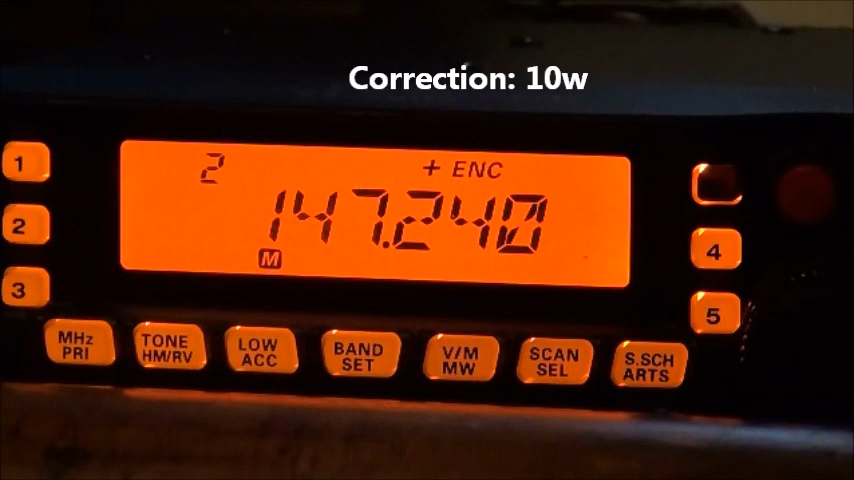 Correction: 10w
2
+ ENC
147.240
M
1
2
3
4
5
MHz
PRI
TONE
HM/RV
LOW
ACC
BAND
SET
V/M
MW
SCAN
SEL
S.SCH
ARTS